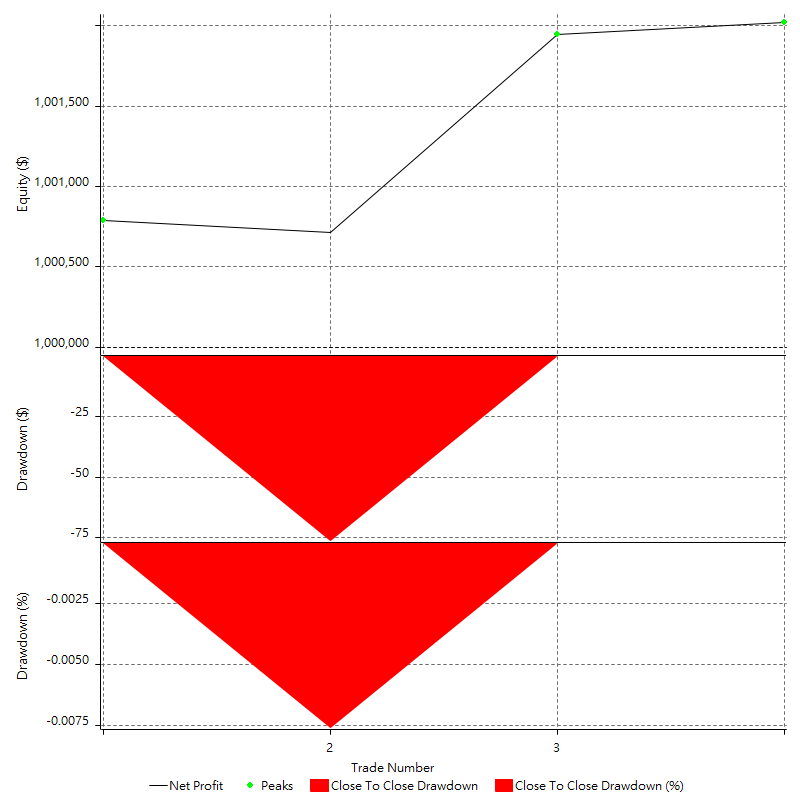 1,001,500
1,001,000
1,000,500
1,000,000
Equity ($)
-25
-50
-75
Drawdown ($)
-0.0025
-0.0050
-0.0075
Drawdown (%)
2 3
Trade Number
Net Profit Peaks Close To Close Drawdown Close To Close Drawdown (%)